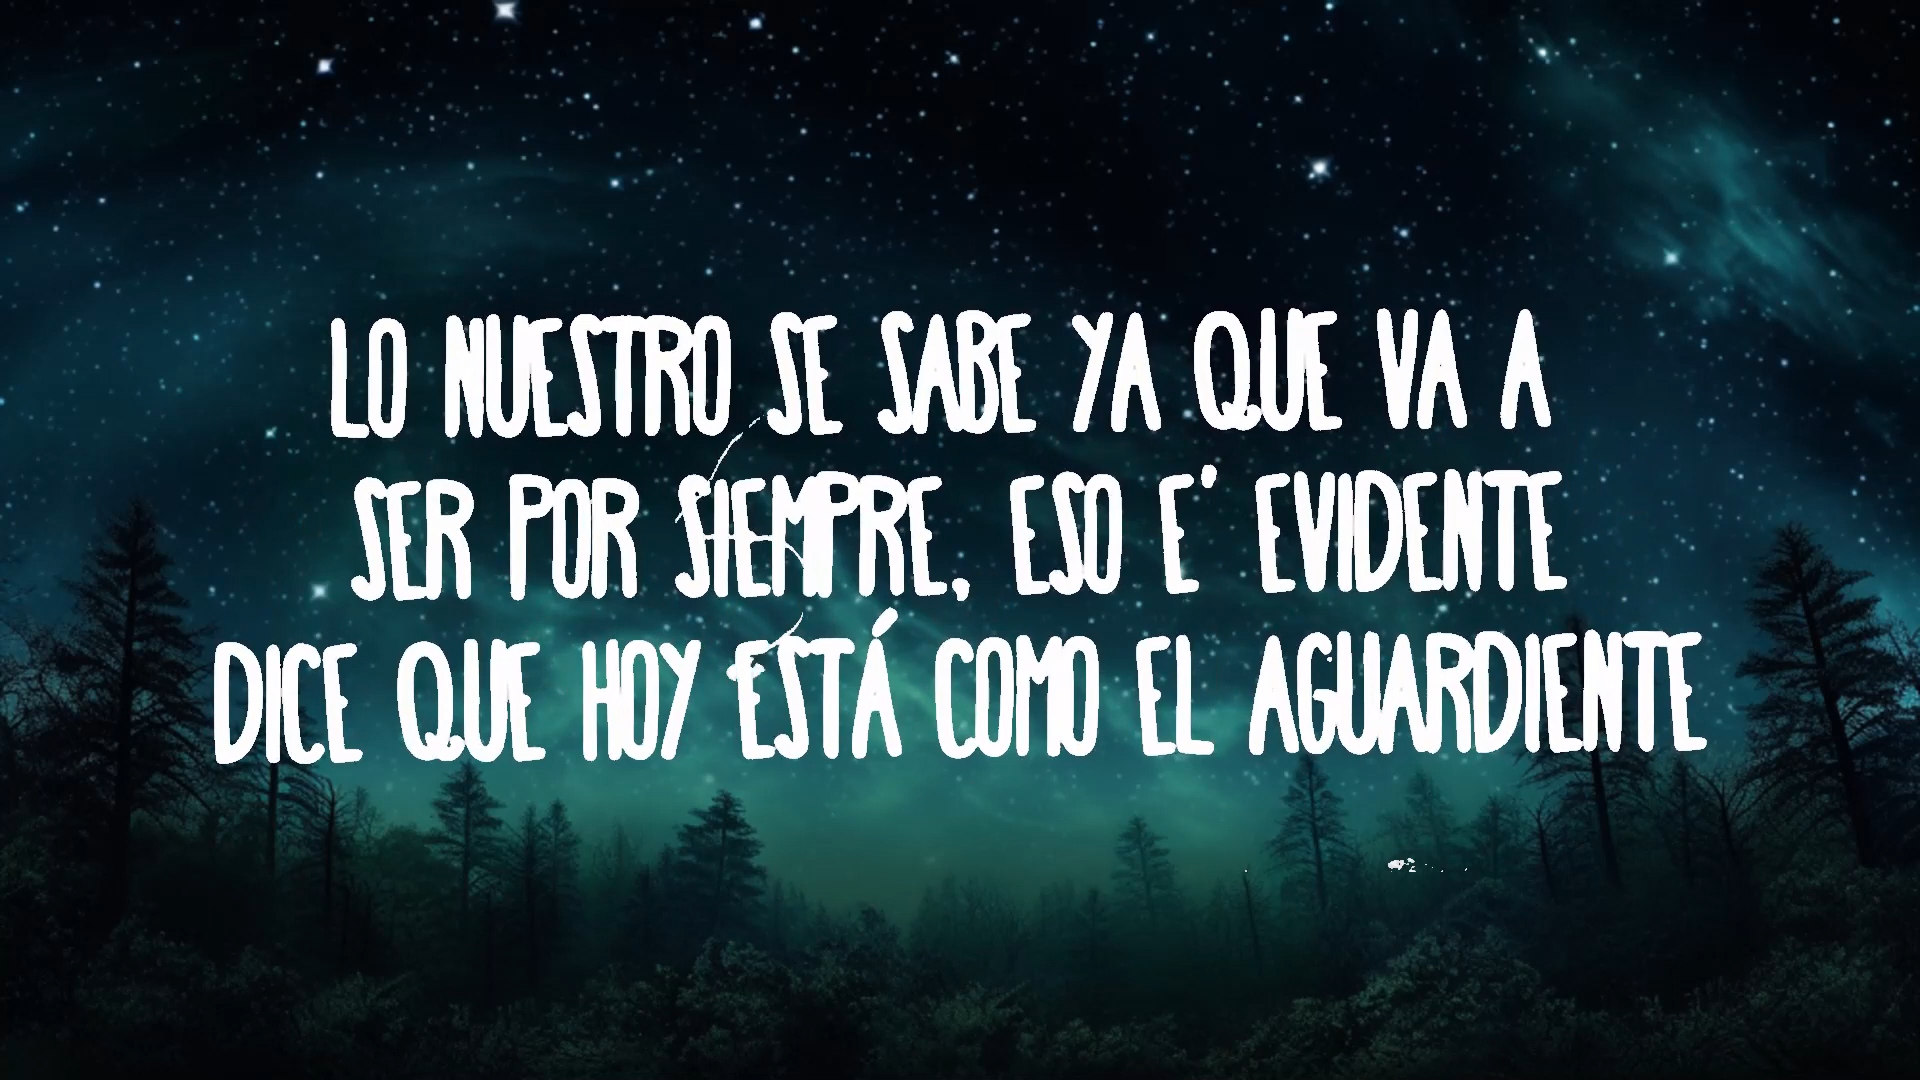 LO NUESTRO SE SABE YA QUE VA A
SER POR SIEMPRE, ESO E' EVIDENTE
DICE QUE HOY ESTÁ COMO EL AGUARDIENTE